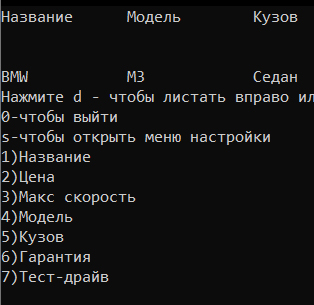 Название Модель Кузов
BMW M3 Седан
Нажмите d - чтобы листать вправо ил
0-чтобы выйти
s-чтобы открыть меню настройки
1)Название
2)Цена
3)Макс скорость
4)Модель
5)Кузов
6)Гарантия
7)Тест-драйв